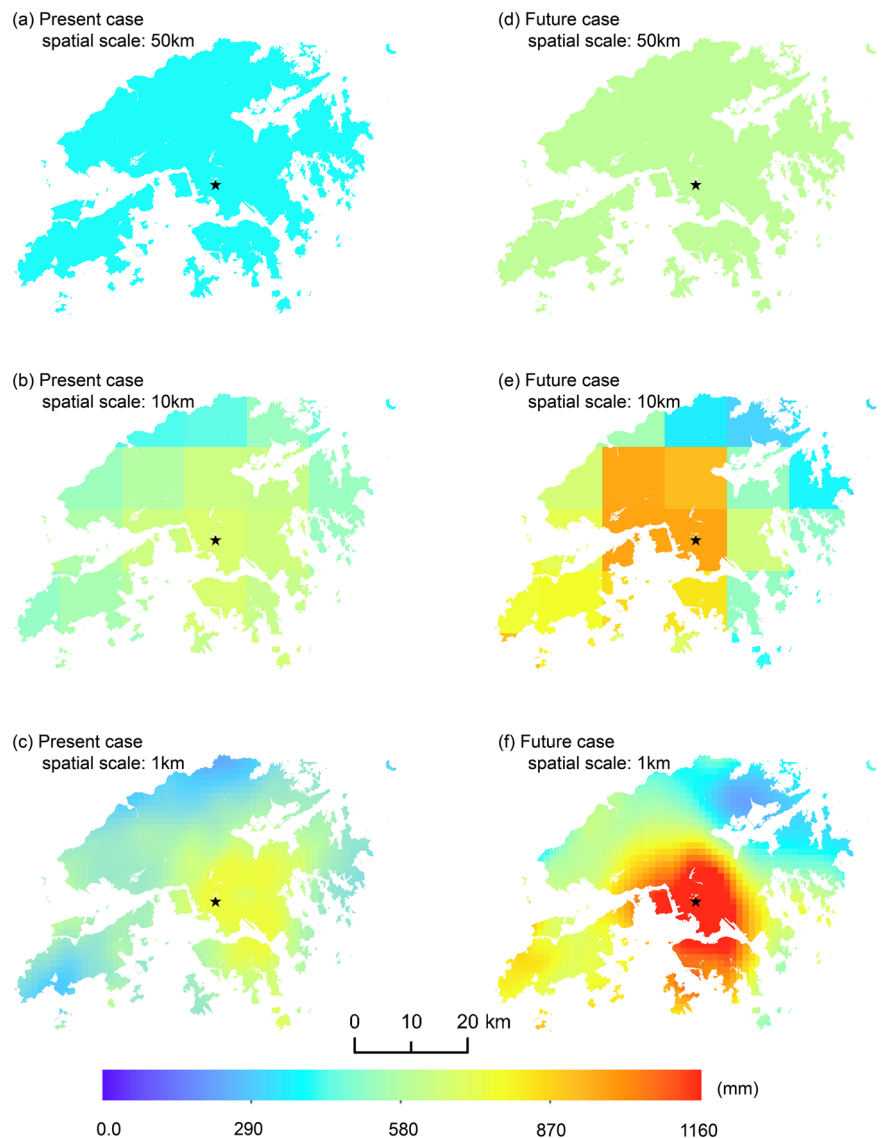 (a) Present case
spatial scale: 50km
(d) Future case
spatial scale: 50km
(b) Present case
spatial scale: 10km
(e) Future case
spatial scale: 10km
(c) Present case
spatial scale: 1km
(f) Future case
spatial scale: 1km
0 10 20 km
(mm)
0.0 290 580 870 1160